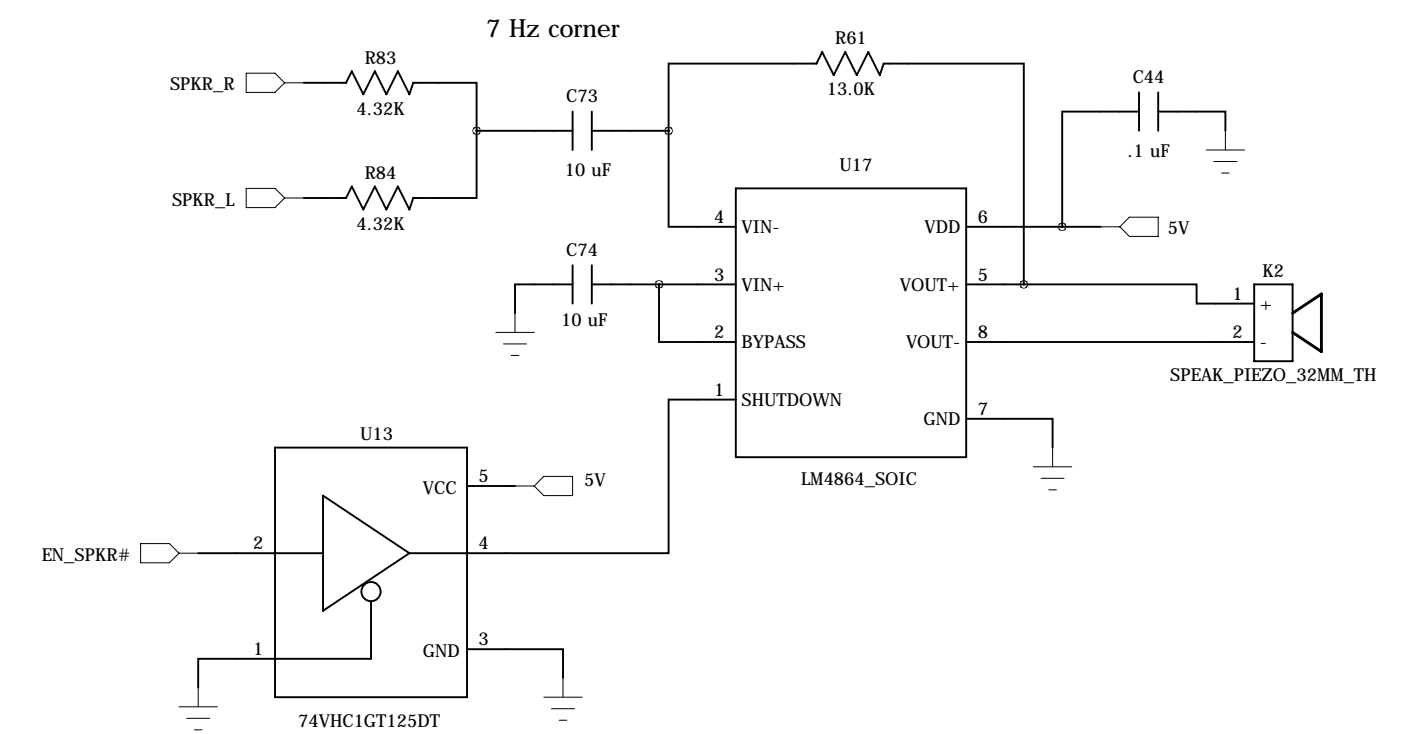 7 Hz corner
R83
SPKR_R
4.32K
R84
SPKR_L
4.32K
C73
10 uF
R61
13.0K
C44
.1 uF
U17
4 VIN-
VDD 6
5V
C74
10 uF
3 VIN+
VOUT+ 5
2 BYPASS
VOUT- 8
1 SHUTDOWN
GND 7
LM4864_SOIC
K2
1 +
2 -
SPEAK_PIEZO_32MM_TH
U13
VCC 5
5V
EN_SPKR# 2
4
1
GND 3
74VHC1GT125DT